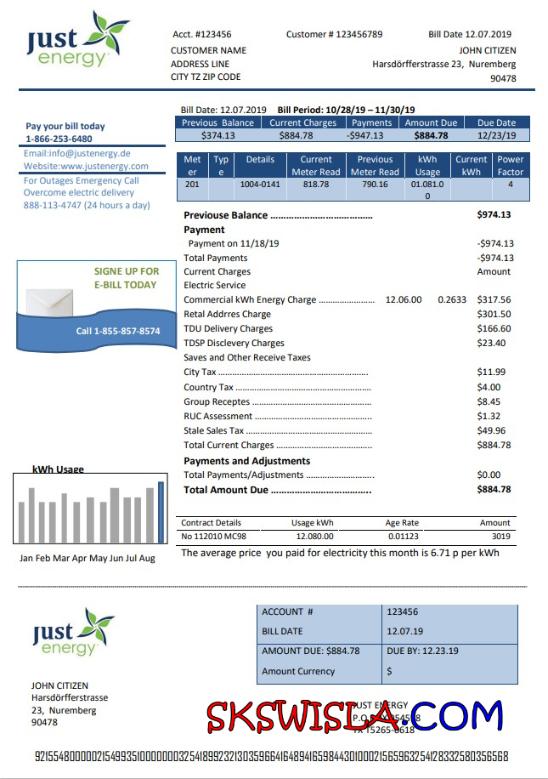 just
energy
Acct. #123456 Customer # 123456789 Bill Date 12.07.2019
CUSTOMER NAME JOHN CITIZEN
ADDRESS LINE Harsdörfferstrasse 23, Nuremberg
CITY TZ ZIP CODE 90478
Pay your bill today
1-866-253-6480
Email:info@justenergy.de
Website:www.justenergy.com
For Outages Emergency Call
Overcome electric delivery
888-113-4747 (24 hours a day)
Bill Date: 12.07.2019 Bill Period: 10/28/19 – 11/30/19
Previous Balance Current Charges Payments Amount Due Due Date
$374.13 $884.78 -$947.13 $884.78 12/23/19
Met er Typ e Details Current Meter Read Previous Meter Read kWh Usage Current kWh Power Factor
201 1004-0141 818.78 790.16 01.081.0 0 4
Previouse Balance ........................................ $974.13
Payment
Payment on 11/18/19 -$974.13
Total Payments -$974.13
Current Charges Amount
Electric Service
Commercial kWh Energy Charge .................... 12.06.00 0.2633 $317.56
Retal Addrres Charge $301.50
TDU Delivery Charges $166.60
TDSP Disclevery Charges $23.40
Saves and Other Receive Taxes
City Tax ........................................ $11.99
Country Tax ........................................ $4.00
Group Receptes ........................................ $8.45
RUC Assessment ........................................ $1.32
Stale Sales Tax ........................................ $49.96
Total Current Charges ........................................ $884.78
Payments and Adjustments
Total Payments/Adjustments ............................ $0.00
Total Amount Due ........................................ $884.78
SIGNE UP FOR
E-BILL TODAY
Call 1-855-857-8574
kWh Usage
Jan Feb Mar Apr May Jun Jul Aug
Contract Details Usage kWh Age Rate Amount
No 112010 MC98 12.080.00 0.01123 3019
The average price you paid for electricity this month is 6.71 p per kWh
just
energy
ACCOUNT # 123456
BILL DATE 12.07.19
AMOUNT DUE: $884.78 DUE BY: 12.23.19
Amount Currency $
JOHN CITIZEN
Harsdörfferstrasse
23, Nuremberg
90478
JUST ENERGY
SKSWISLA.COM